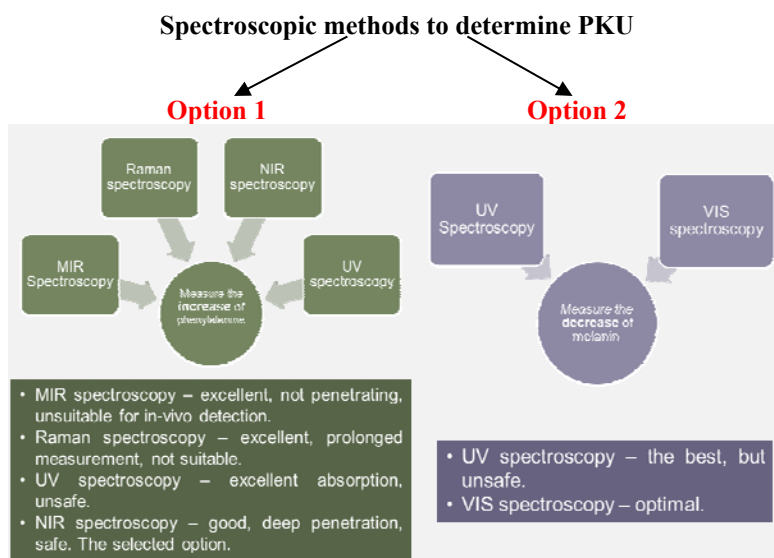 Spectroscopic methods to determine PKU
Option 1
Option 2
Raman
spectroscopy
NIR
spectroscopy
MIR
Spectroscopy
UV
spectroscopy
Measure the
increase of
phenylalanine.
UV
Spectroscopy
VIS
spectroscopy
Measure the
decrease of
melanin
• MIR spectroscopy – excellent, not penetrating,
unsuitable for in-vivo detection.
• Raman spectroscopy – excellent, prolonged
measurement, not suitable.
• UV spectroscopy – excellent absorption,
unsafe.
• NIR spectroscopy – good, deep penetration,
safe. The selected option.
• UV spectroscopy – the best, but
unsafe.
• VIS spectroscopy – optimal.